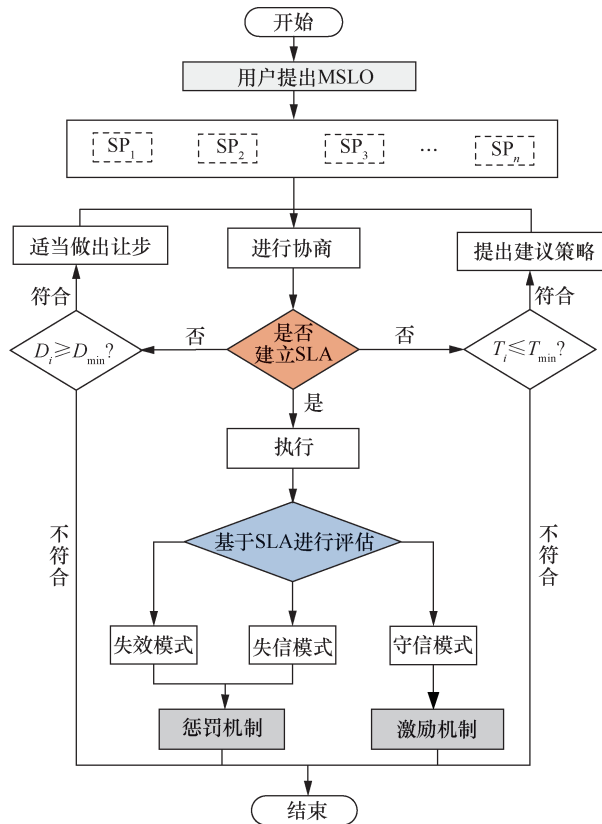 开始
用户提出MSLO
SP₁ SP₂ SP₃ … SPₙ
适当做出让步
进行协商
提出建议策略
符合
符合
D_i≥D_min?
否
是否
建立SLA
否
T_i≤T_min?
是
执行
不符合
基于SLA进行评估
不符合
失效模式
失信模式
守信模式
惩罚机制
激励机制
结束